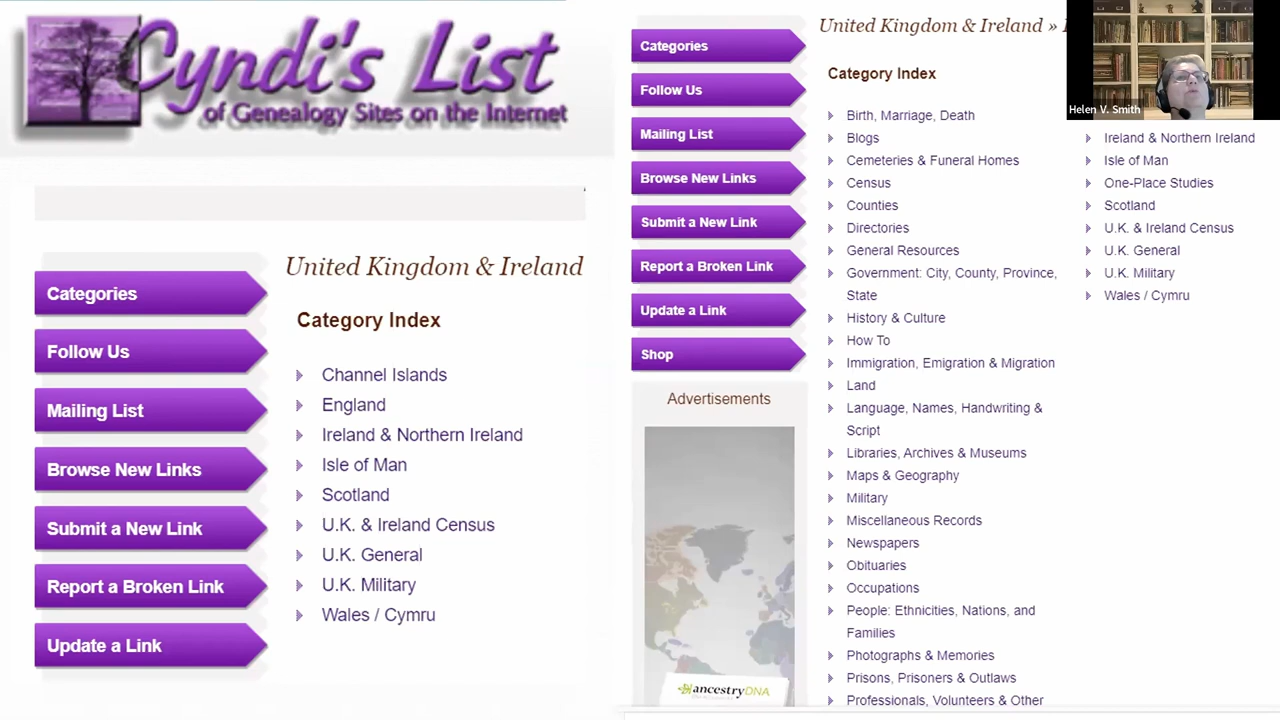 Cyndi's List
of Genealogy Sites on the Internet
Categories
Follow Us
Mailing List
Browse New Links
Submit a New Link
Report a Broken Link
Update a Link
United Kingdom & Ireland
Category Index
Channel Islands
England
Ireland & Northern Ireland
Isle of Man
Scotland
U.K. & Ireland Census
U.K. General
U.K. Military
Wales / Cymru
Categories
Follow Us
Mailing List
Browse New Links
Submit a New Link
Report a Broken Link
Update a Link
Shop
Advertisements
ancestryDNA
United Kingdom & Ireland »
Category Index
Birth, Marriage, Death
Blogs
Cemeteries & Funeral Homes
Census
Counties
Directories
General Resources
Government: City, County, Province,
State
History & Culture
How To
Immigration, Emigration & Migration
Land
Language, Names, Handwriting &
Script
Libraries, Archives & Museums
Maps & Geography
Military
Miscellaneous Records
Newspapers
Obituaries
Occupations
People: Ethnicities, Nations, and
Families
Photographs & Memories
Prisons, Prisoners & Outlaws
Professionals, Volunteers & Other
Helen V. Smith
Ireland & Northern Ireland
Isle of Man
One-Place Studies
Scotland
U.K. & Ireland Census
U.K. General
U.K. Military
Wales / Cymru